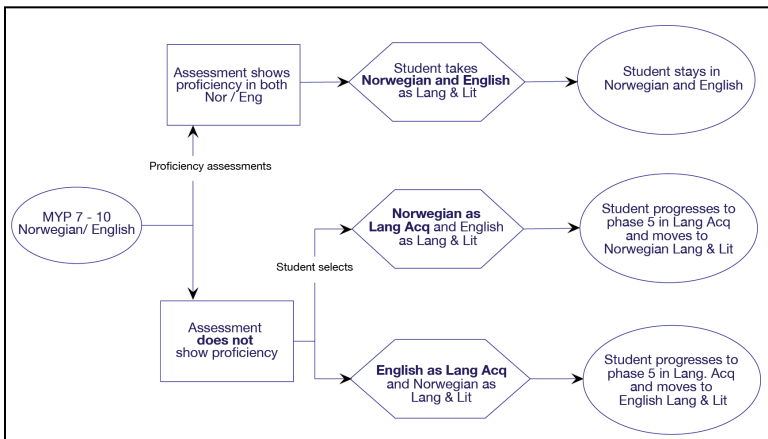 Assessment shows
proficiency in both
Nor / Eng
Student takes
Norwegian and English
as Lang & Lit
Student stays in
Norwegian and English
Proficiency assessments
MYP 7 - 10
Norwegian/ English
Norwegian as
Lang Acq and English
as Lang & Lit
Student progresses to
phase 5 in Lang Acq
and moves to
Norwegian Lang & Lit
Student selects
Assessment
does not
show proficiency
English as Lang Acq
and Norwegian as
Lang & Lit
Student progresses to
phase 5 in Lang. Acq
and moves to
English Lang & Lit